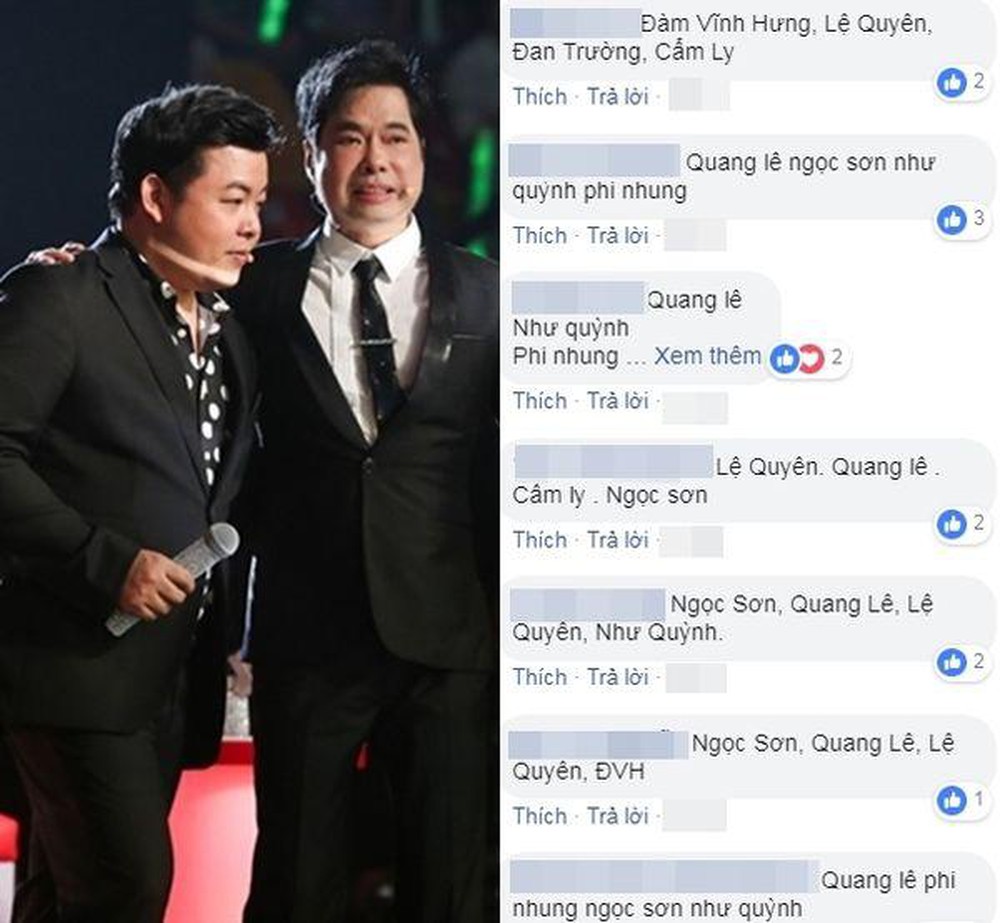 Đàm Vĩnh Hưng, Lệ Quyên,
Đan Trường, Cẩm Ly
Thích · Trả lời ·
2
Quang lê ngọc sơn như
quỳnh phi nhung
Thích · Trả lời ·
3
Quang lê
Như quỳnh
Phi nhung ... Xem thêm
2
Thích · Trả lời ·
Lệ Quyên. Quang lê .
Câm ly . Ngọc sơn
2
Thích · Trả lời ·
Ngọc Sơn, Quang Lê, Lệ
Quyên, Như Quỳnh.
2
Thích · Trả lời ·
Ngọc Sơn, Quang Lê, Lệ
Quyên, ĐVH
1
Thích · Trả lời ·
Quang lê phi
nhung ngọc sơn như quỳnh